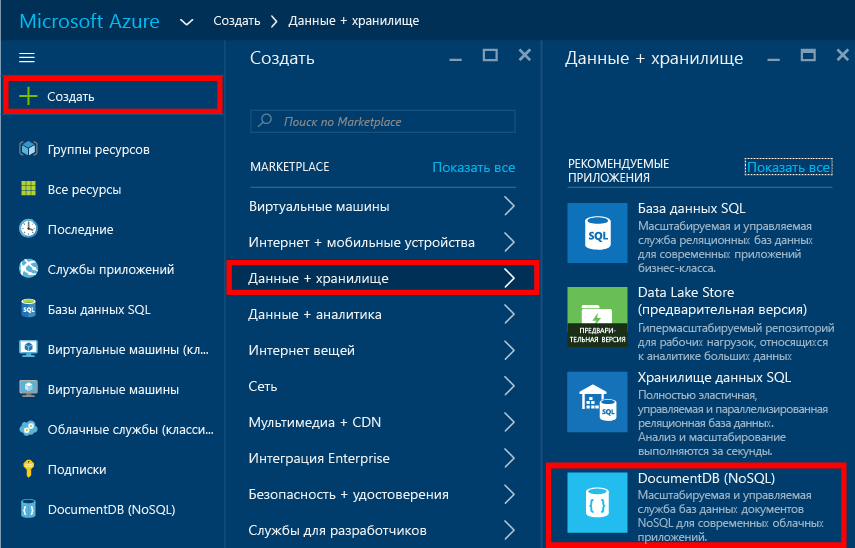 Microsoft Azure Создать Данные + хранилище
Создать
Группы ресурсов
Все ресурсы
Последние
Службы приложений
Базы данных SQL
Виртуальные машины (кл...
Виртуальные машины
Облачные службы (класси...
Подписки
DocumentDB (NoSQL)
Создать
Поиск по Marketplace
MARKETPLACE Показать все
Виртуальные машины
Интернет + мобильные устройства
Данные + хранилище
Данные + аналитика
Интернет вещей
Сеть
Мультимедиа + CDN
Интеграция Enterprise
Безопасность + удостоверения
Службы для разработчиков
Данные + хранилище
РЕКОМЕНДУЕМЫЕ
ПРИЛОЖЕНИЯ
Показать все
SQL
База данных SQL
Масштабируемая и управляемая
служба реляционных баз данных
для современных приложений
бизнес-класса.
ПРЕДВАРИ-
ТЕЛЬНАЯ ВЕРСИЯ
Data Lake Store
(предварительная версия)
Гипермасштабируемый репозиторий
для рабочих нагрузок, относящихся
к аналитике больших данных
SQL
Хранилище данных SQL
Полностью эластичная,
управляемая и параллелизированная
реляционная база данных.
Анализ и масштабирование
выполняются за секунды.
DocumentDB (NoSQL)
Масштабируемая и управляемая
служба баз данных документов
NoSQL для современных облачных
приложений.